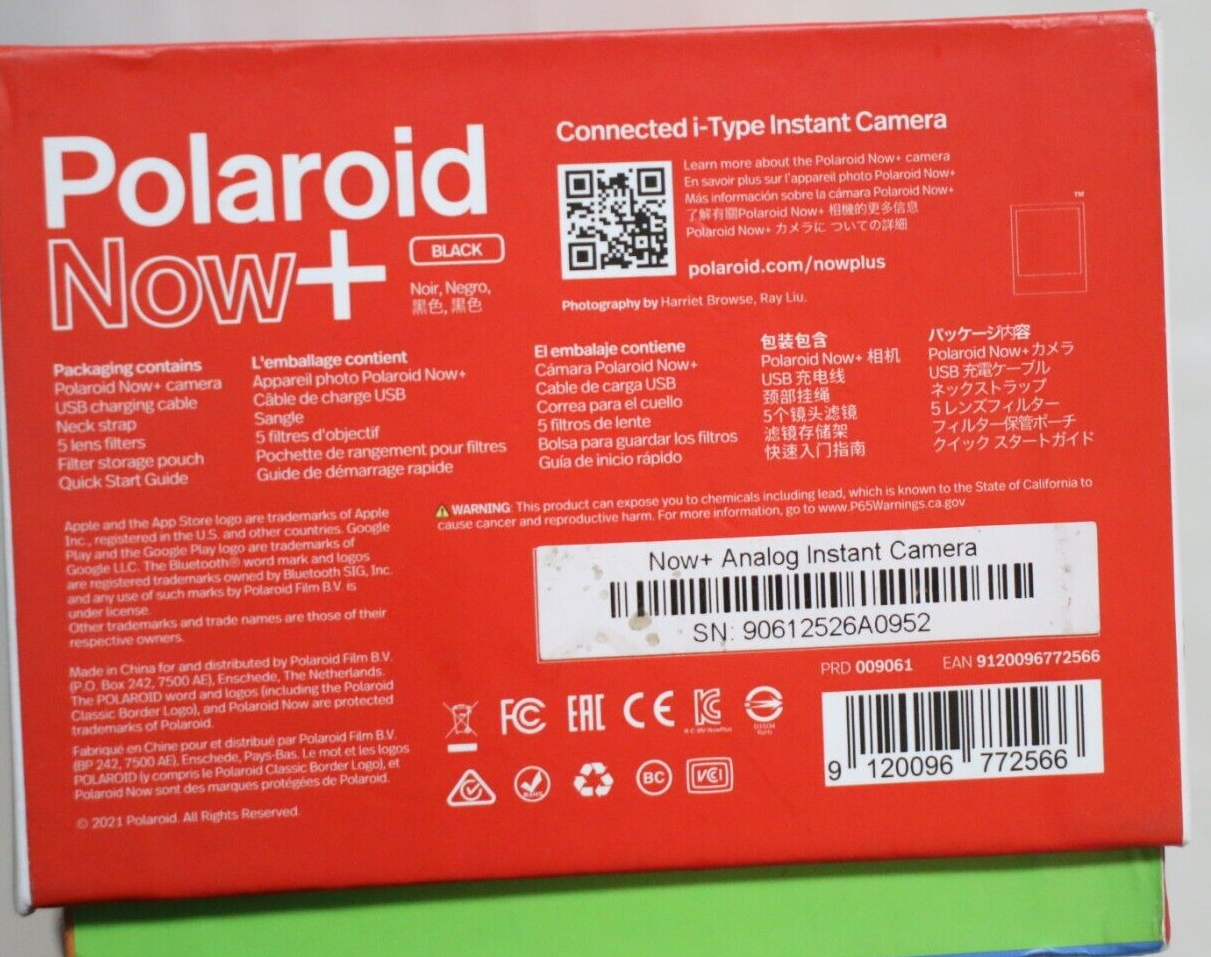 Polaroid
Now+
BLACK
Noir, Negro,
黑色, 黒色
Connected i-Type Instant Camera
Learn more about the Polaroid Now+ camera
En savoir plus sur l'appareil photo Polaroid Now+
Más información sobre la cámara Polaroid Now+
了解有關Polaroid Now+ 相機的更多信息
Polaroid Now+ カメラに ついての詳細
polaroid.com/nowplus
Photography by Harriet Browse, Ray Liu.
™
Packaging contains
Polaroid Now+ camera
USB charging cable
Neck strap
5 lens filters
Filter storage pouch
Quick Start Guide
L'emballage contient
Appareil photo Polaroid Now+
Câble de charge USB
Sangle
5 filtres d'objectif
Pochette de rangement pour filtres
Guide de démarrage rapide
El embalaje contiene
Cámara Polaroid Now+
Cable de carga USB
Correa para el cuello
5 filtros de lente
Bolsa para guardar los filtros
Guía de inicio rápido
包装包含
Polaroid Now+ 相机
USB 充电线
颈部挂绳
5个镜头滤镜
滤镜存储架
快速入门指南
パッケージ内容
Polaroid Now+ カメラ
USB 充電ケーブル
ネックストラップ
5 レンズフィルター
フィルター保管ポーチ
クイック スタートガイド
WARNING: This product can expose you to chemicals including lead, which is known to the State of California to
cause cancer and reproductive harm. For more information, go to www.P65Warnings.ca.gov
Apple and the App Store logo are trademarks of Apple
Inc., registered in the U.S. and other countries. Google
Play and the Google Play logo are trademarks of
Google LLC. The Bluetooth® word mark and logos
are registered trademarks owned by Bluetooth SIG, Inc.
and any use of such marks by Polaroid Film B.V. is
under license.
Other trademarks and trade names are those of their
respective owners.
Made in China for and distributed by Polaroid Film B.V.
(P.O. Box 242, 7500 AE), Enschede, The Netherlands.
The POLAROID word and logos (including the Polaroid
Classic Border Logo), and Polaroid Now are protected
trademarks of Polaroid.
Fabriqué en Chine pour et distribué par Polaroid Film B.V.
(BP 242, 7500 AE), Enschede, Pays-Bas. Le mot et les logos
POLAROID (y compris le Polaroid Classic Border Logo), et
Polaroid Now sont des marques protégées de Polaroid.
© 2021 Polaroid. All Rights Reserved.
Now+ Analog Instant Camera
SN: 90612526A0952
PRD 009061 EAN 9120096772566
FC EAC CE
RoHS
BC VCI
9 120096 772566